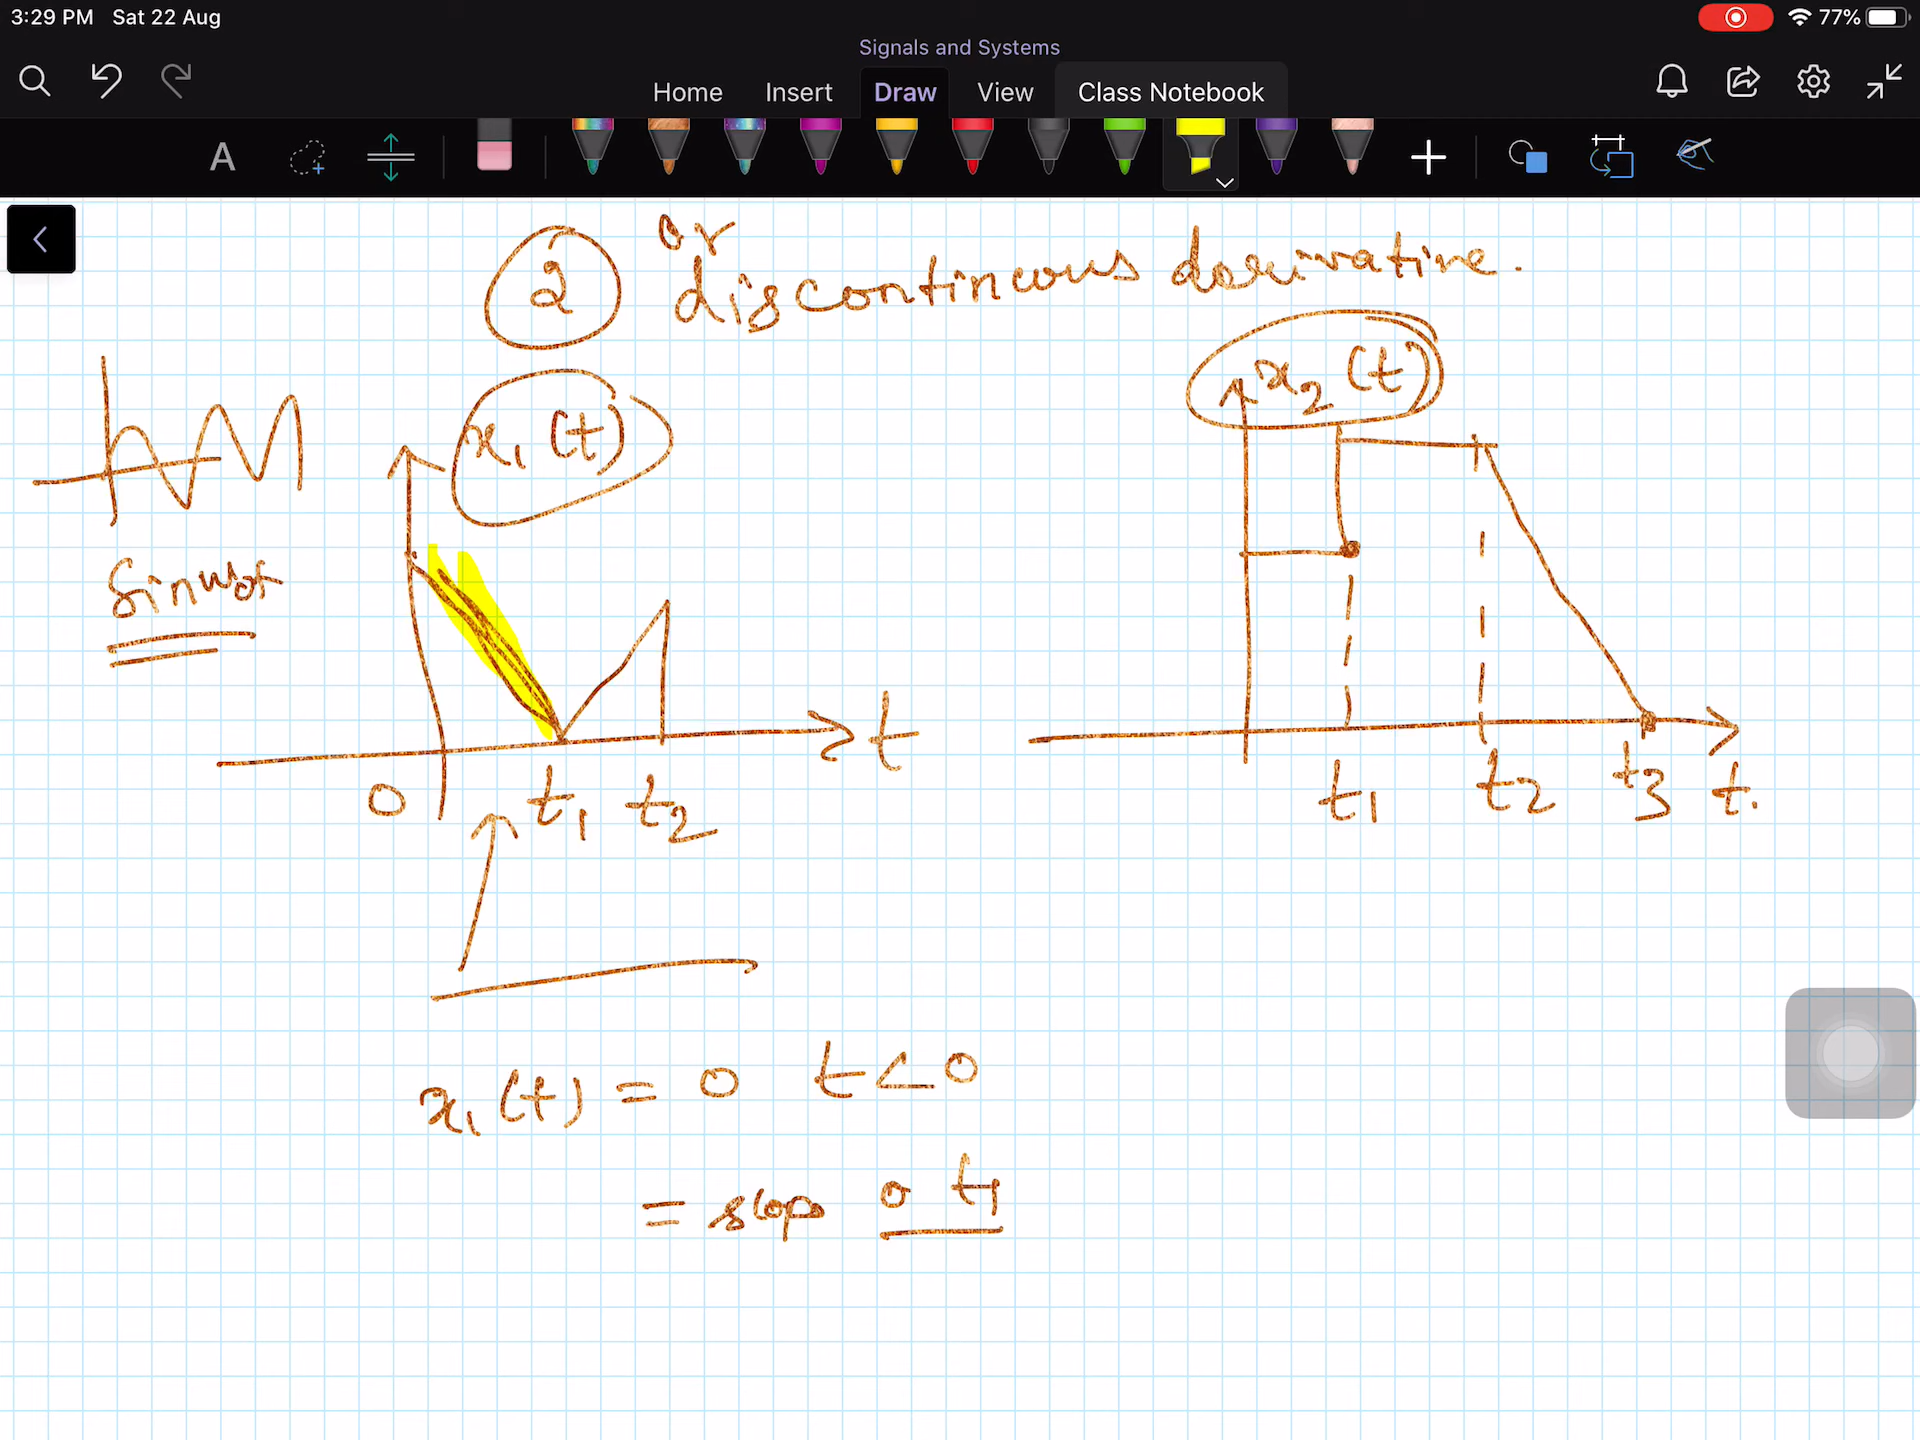 3:29 PM Sat 22 Aug
77%
Signals and Systems
Home Insert Draw View Class Notebook
A
2 or
discontinuous derivative.
x₁(t)
x₂(t)
Sinωot
t
0 t₁ t₂
t₁ t₂ t₃ t.
x₁(t) = 0 t<0
= slope 0 t₁